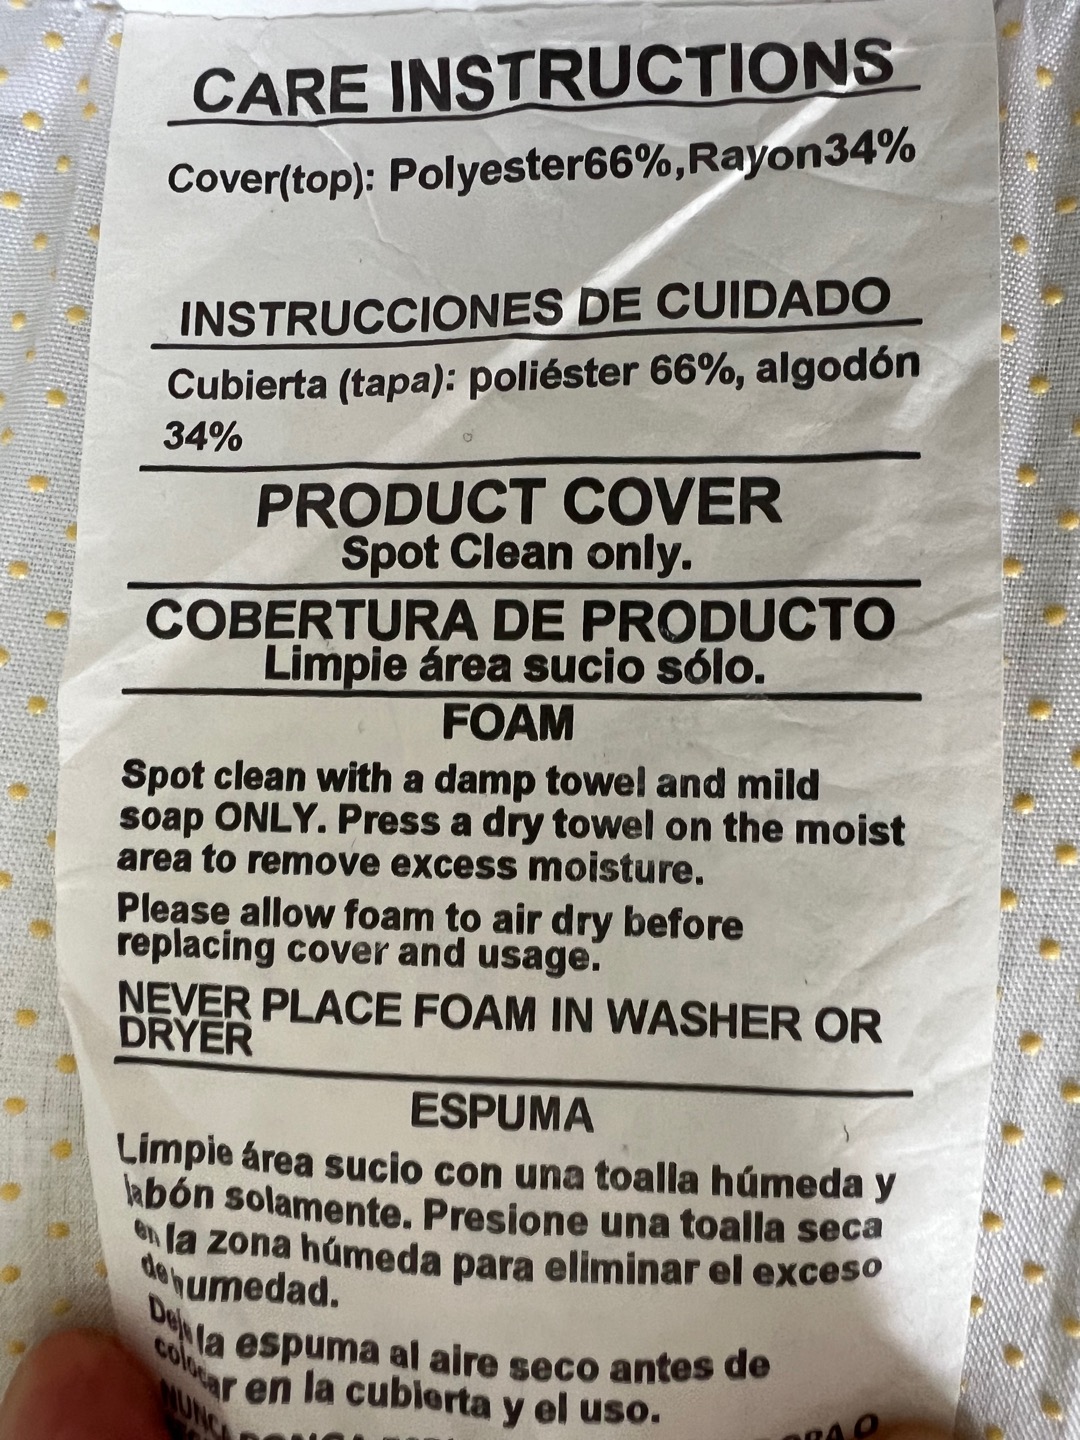 CARE INSTRUCTIONS
Cover(top): Polyester66%,Rayon34%
INSTRUCCIONES DE CUIDADO
Cubierta (tapa): poliéster 66%, algodón
34%
PRODUCT COVER
Spot Clean only.
COBERTURA DE PRODUCTO
Limpie área sucio sólo.
FOAM
Spot clean with a damp towel and mild
soap ONLY. Press a dry towel on the moist
area to remove excess moisture.
Please allow foam to air dry before
replacing cover and usage.
NEVER PLACE FOAM IN WASHER OR
DRYER
ESPUMA
Limpie área sucio con una toalla húmeda y
jabón solamente. Presione una toalla seca
en la zona húmeda para eliminar el exceso
de humedad.
Deje la espuma al aire seco antes de
colocar en la cubierta y el uso.
NUNCA